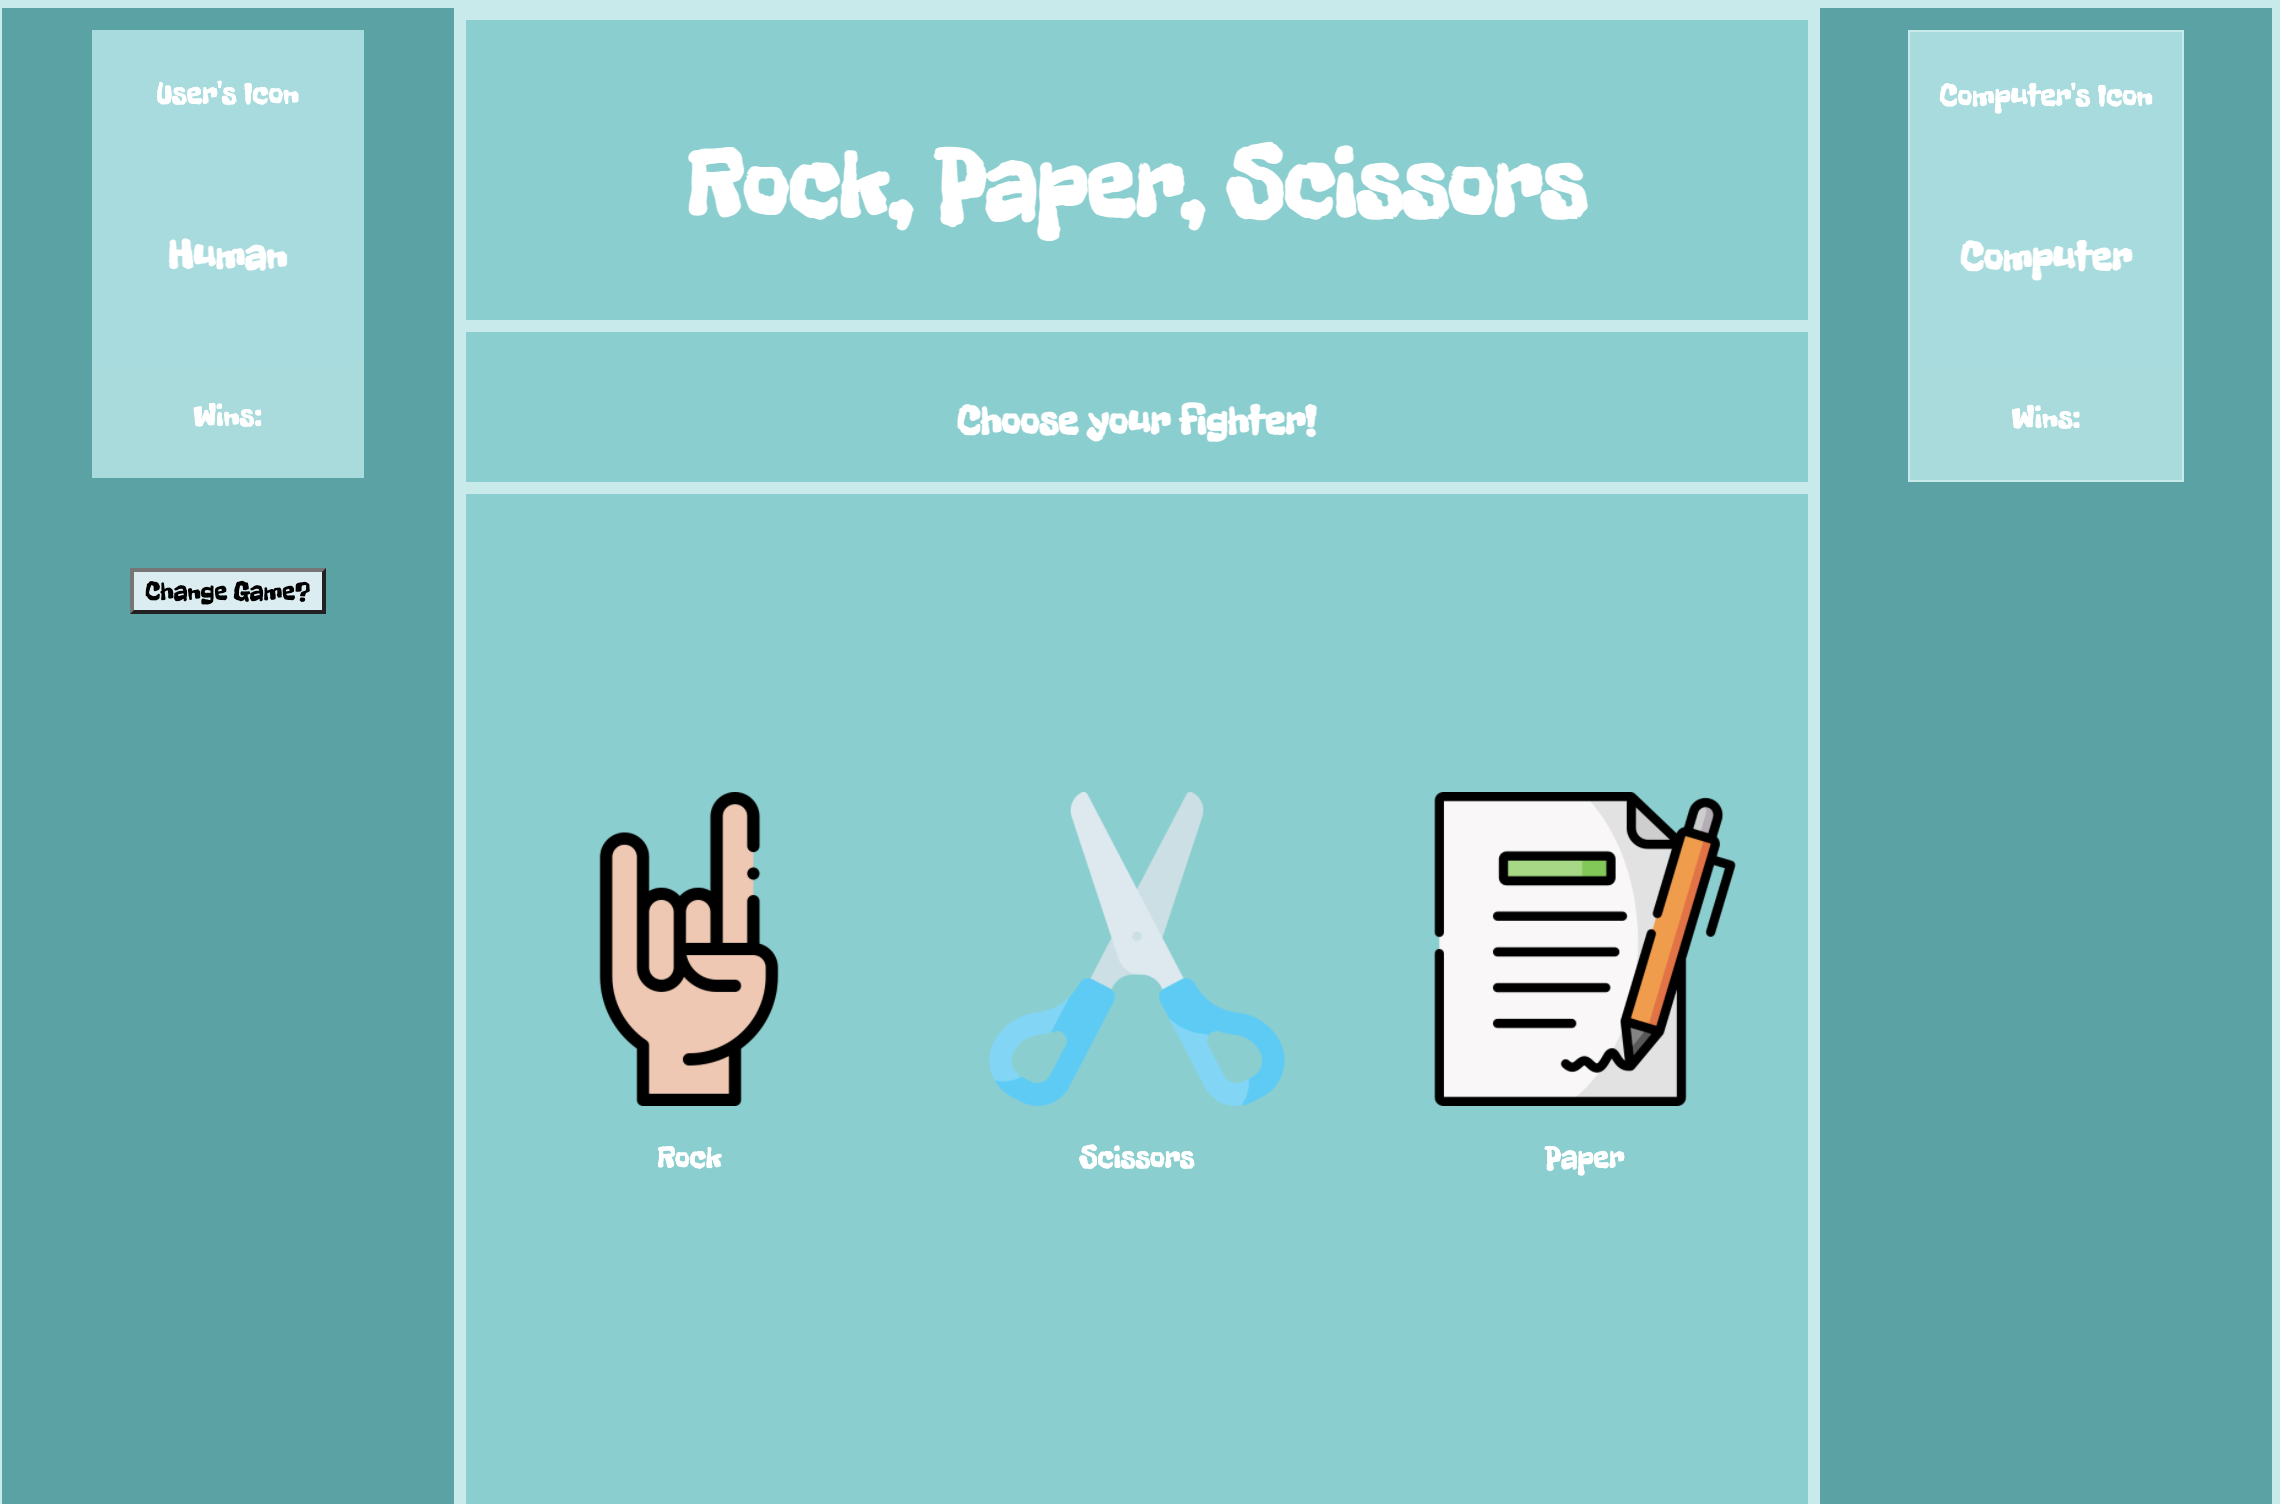 User's Icon
Human
Wins:
Change Game?
Rock, Paper, Scissors
Choose your fighter!
Rock
Scissors
Paper
Computer's Icon
Computer
Wins: